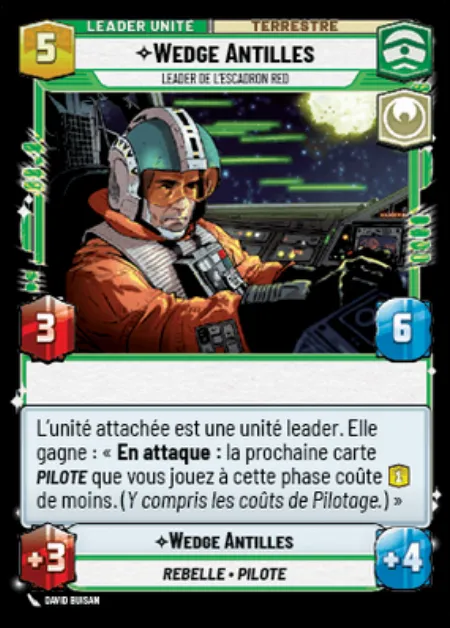 LEADER UNITÉ
TERRESTRE
5
WEDGE ANTILLES
LEADER DE L'ESCADRON RED
3
6
L'unité attachée est une unité leader. Elle
gagne : « En attaque : la prochaine carte
PILOTE que vous jouez à cette phase coûte 1
de moins. (Y compris les coûts de Pilotage.) »
+3
WEDGE ANTILLES
+4
REBELLE • PILOTE
DAVID BUISAN